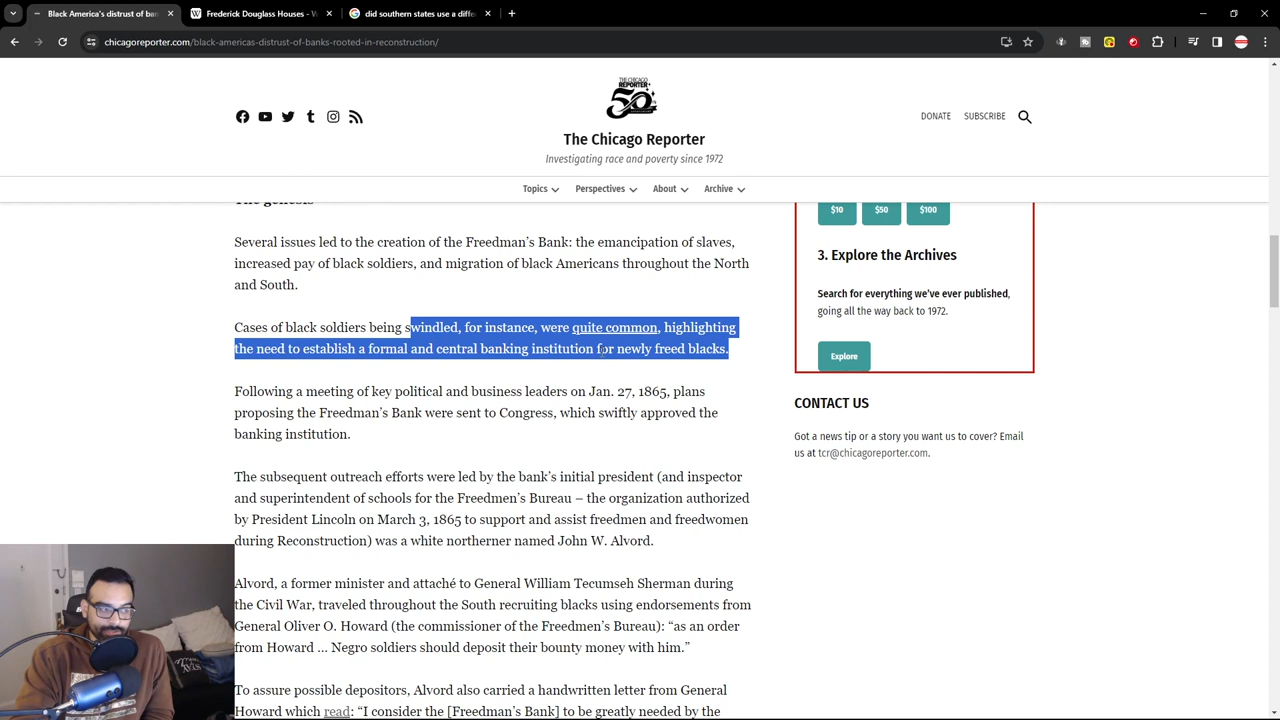 Black America's distrust of ban
Frederick Douglass Houses - W
did southern states use a diffe
chicagoreporter.com/black-americas-distrust-of-banks-rooted-in-reconstruction/
THE CHICAGO
REPORTER
50
DONATE
SUBSCRIBE
The Chicago Reporter
Investigating race and poverty since 1972
Topics
Perspectives
About
Archive
The genesis
Several issues led to the creation of the Freedman's Bank: the emancipation of slaves,
increased pay of black soldiers, and migration of black Americans throughout the North
and South.
Cases of black soldiers being swindled, for instance, were quite common, highlighting
the need to establish a formal and central banking institution for newly freed blacks.
Following a meeting of key political and business leaders on Jan. 27, 1865, plans
proposing the Freedman's Bank were sent to Congress, which swiftly approved the
banking institution.
The subsequent outreach efforts were led by the bank's initial president (and inspector
and superintendent of schools for the Freedmen's Bureau – the organization authorized
by President Lincoln on March 3, 1865 to support and assist freedmen and freedwomen
during Reconstruction) was a white northerner named John W. Alvord.
Alvord, a former minister and attaché to General William Tecumseh Sherman during
the Civil War, traveled throughout the South recruiting blacks using endorsements from
General Oliver O. Howard (the commissioner of the Freedmen's Bureau): “as an order
from Howard … Negro soldiers should deposit their bounty money with him.”
To assure possible depositors, Alvord also carried a handwritten letter from General
Howard which read: “I consider the [Freedman's Bank] to be greatly needed by the
$10
$50
$100
3. Explore the Archives
Search for everything we've ever published,
going all the way back to 1972.
Explore
CONTACT US
Got a news tip or a story you want us to cover? Email
us at tcr@chicagoreporter.com.